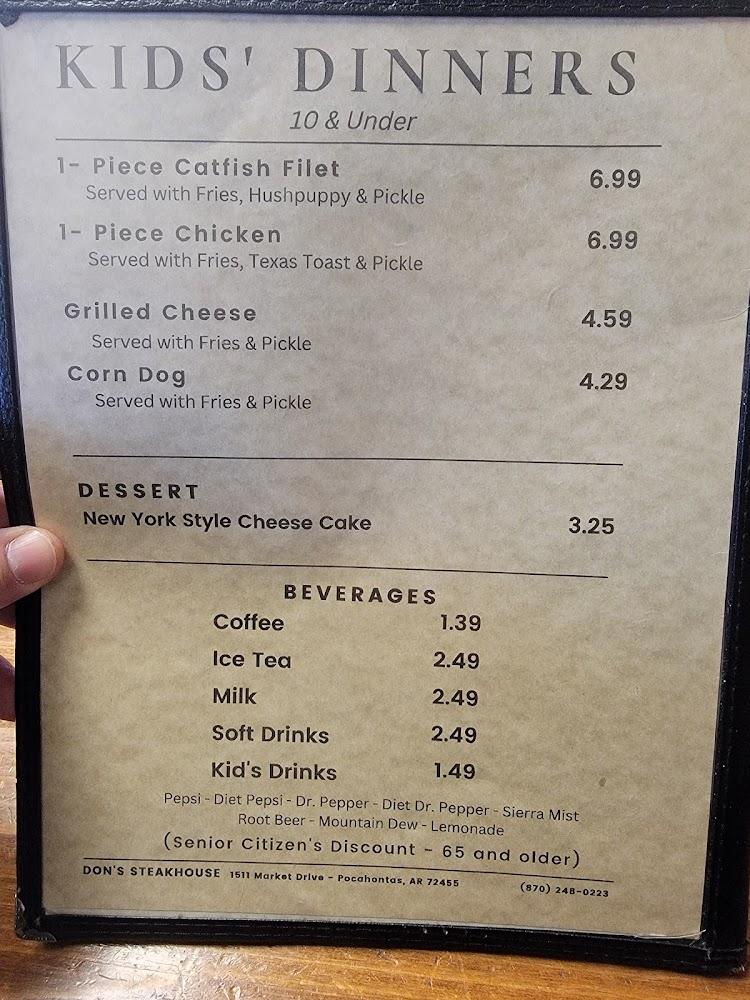 KIDS' DINNERS
10 & Under
1- Piece Catfish Filet 6.99
Served with Fries, Hushpuppy & Pickle
1- Piece Chicken 6.99
Served with Fries, Texas Toast & Pickle
Grilled Cheese 4.59
Served with Fries & Pickle
Corn Dog 4.29
Served with Fries & Pickle
DESSERT
New York Style Cheese Cake 3.25
BEVERAGES
Coffee 1.39
Ice Tea 2.49
Milk 2.49
Soft Drinks 2.49
Kid's Drinks 1.49
Pepsi - Diet Pepsi - Dr. Pepper - Diet Dr. Pepper - Sierra Mist
Root Beer - Mountain Dew - Lemonade
(Senior Citizen's Discount - 65 and older)
DON'S STEAKHOUSE 1511 Market Drive - Pocahontas, AR 72455 (870) 248-0223